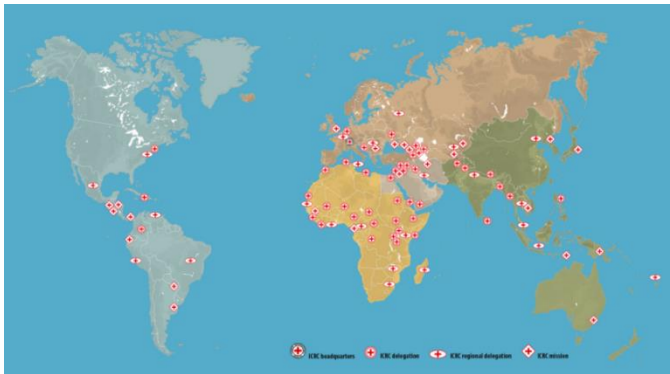 ICRC headquarters
ICRC delegation
ICRC regional delegation
ICRC mission